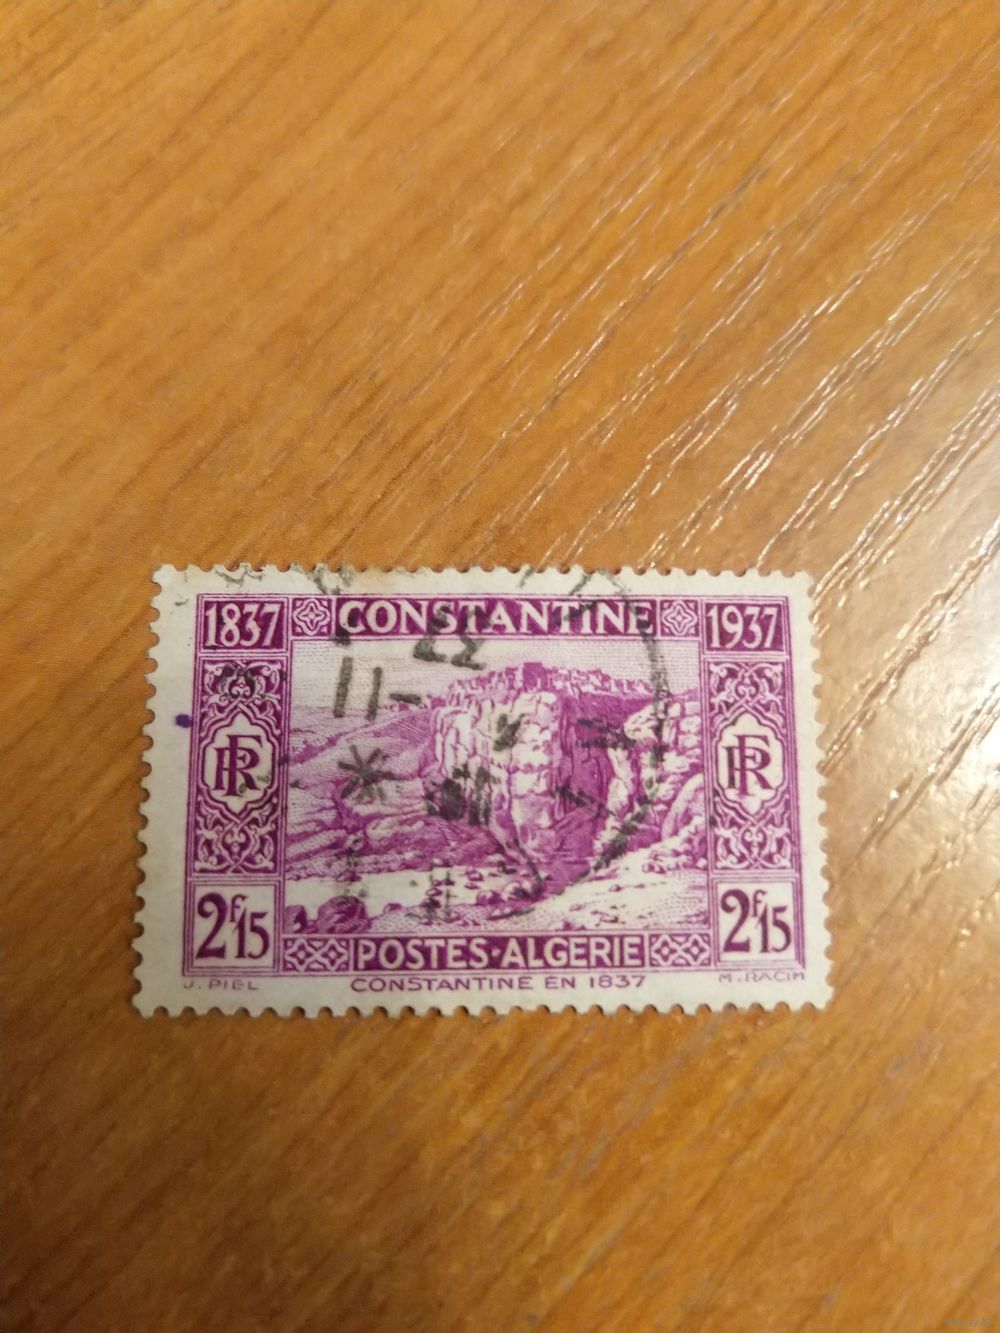 1837 CONSTANTINE 1937
RF RF
2F15 POSTES-ALGERIE 2F15
J. PIEL CONSTANTINE EN 1837 M. RACIM